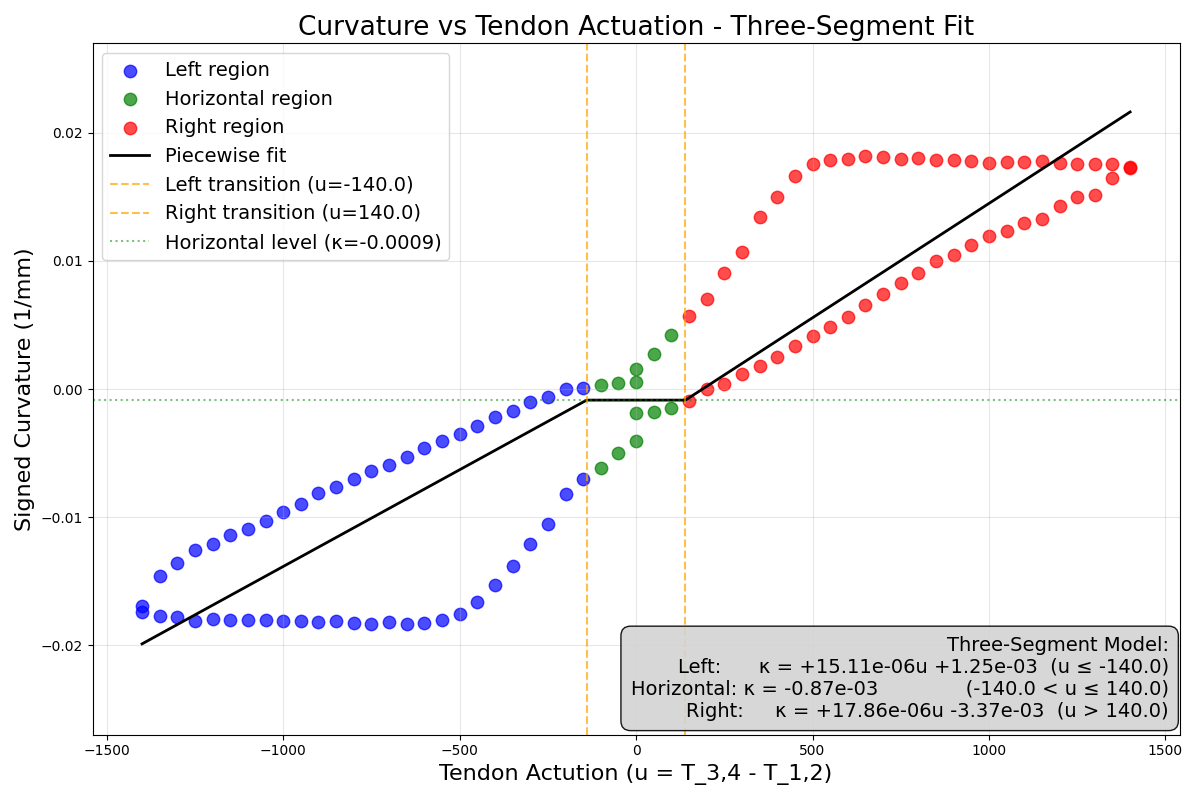 Curvature vs Tendon Actuation - Three-Segment Fit
Left region
Horizontal region
Right region
Piecewise fit
Left transition (u=-140.0)
Right transition (u=140.0)
Horizontal level (κ=-0.0009)
Signed Curvature (1/mm)
0.02
0.01
0.00
−0.01
−0.02
Three-Segment Model:
Left: κ = +15.11e-06u +1.25e-03 (u ≤ -140.0)
Horizontal: κ = -0.87e-03 (-140.0 < u ≤ 140.0)
Right: κ = +17.86e-06u -3.37e-03 (u > 140.0)
−1500 −1000 −500 0 500 1000 1500
Tendon Actution (u = T_3,4 - T_1,2)